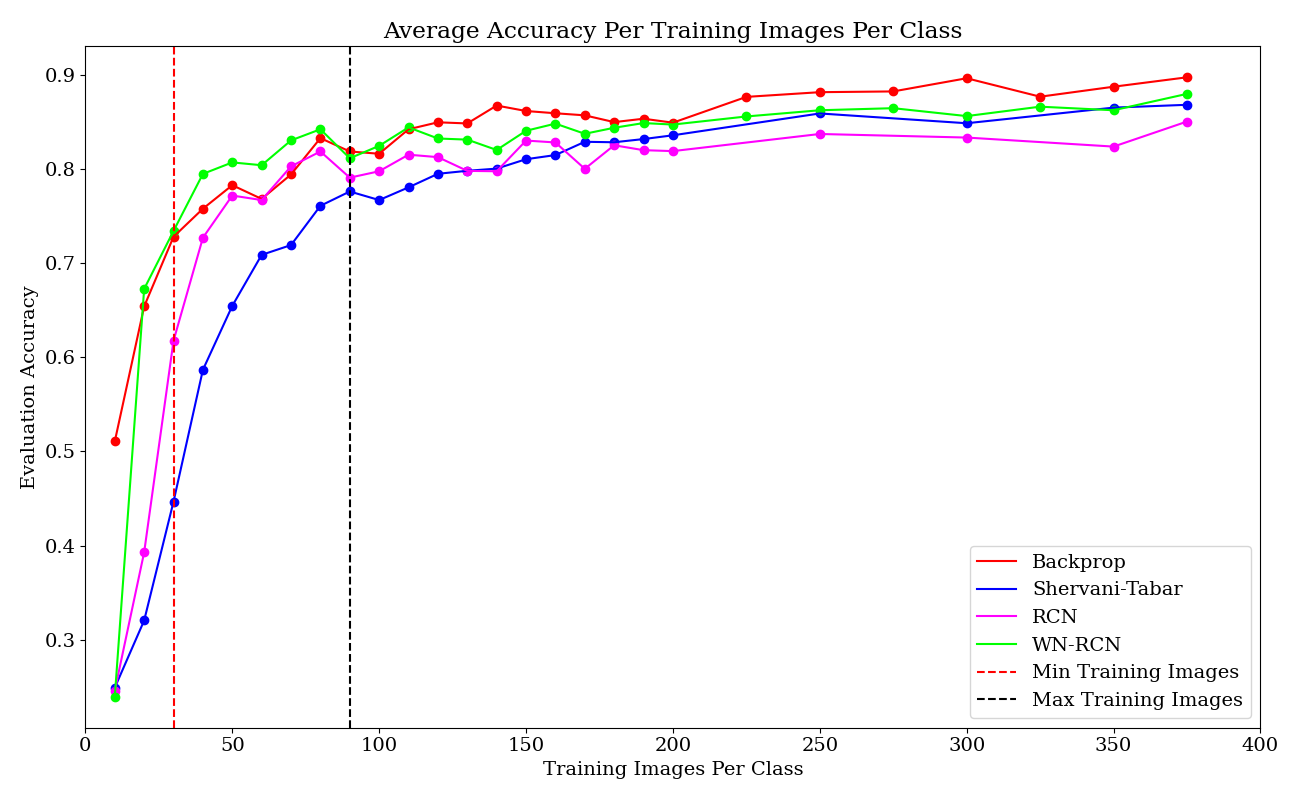 Average Accuracy Per Training Images Per Class
Evaluation Accuracy
0.9
0.8
0.7
0.6
0.5
0.4
0.3
0 50 100 150 200 250 300 350 400
Training Images Per Class
Backprop
Shervani-Tabar
RCN
WN-RCN
Min Training Images
Max Training Images